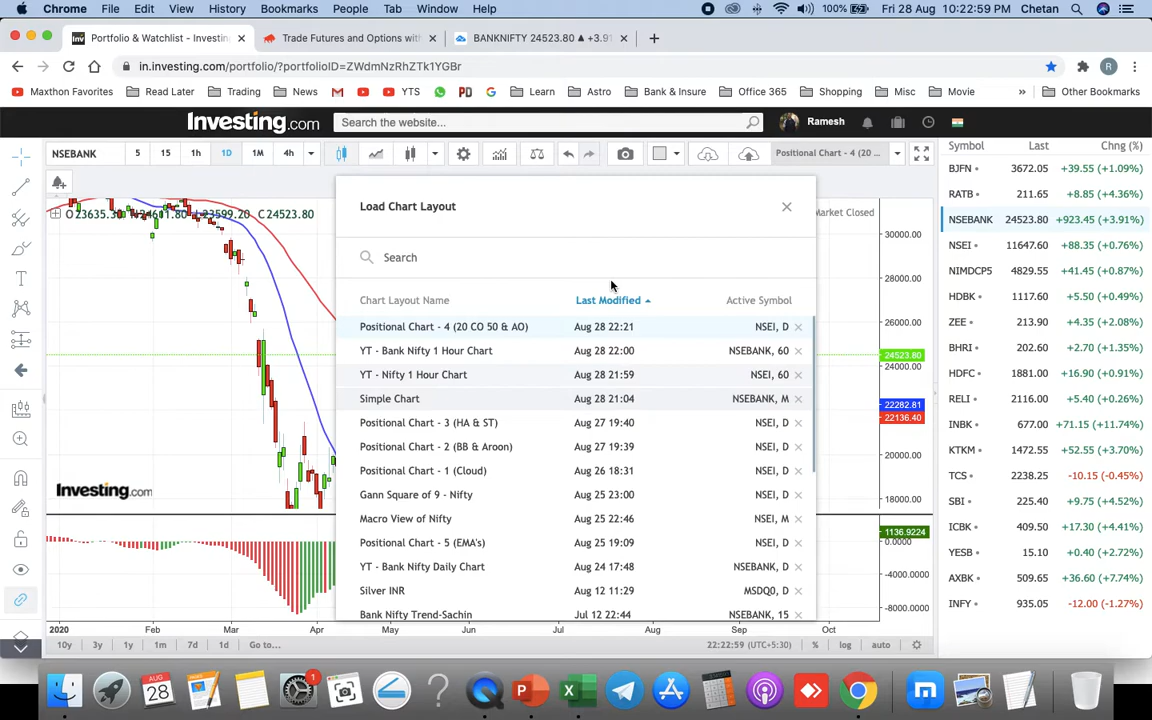 Chrome File Edit View History Bookmarks People Tab Window Help 100% Fri 28 Aug 10:22:59 PM Chetan
Portfolio & Watchlist - Investin Trade Futures and Options with BANKNIFTY 24523.80 ▲ +3.91
in.investing.com/portfolio/?portfolioID=ZWdmNzRhZTk1YGBr R
Maxthon Favorites Read Later Trading News YTS Learn Astro Bank & Insure Office 365 Shopping Misc Movie » Other Bookmarks
Investing.com Search the website... Ramesh
NSEBANK 5 15 1h 1D 1M 4h Positional Chart - 4 (20 ... Symbol Last Chng (%)
BJFN 3672.05 +39.55 (+1.09%)
RATB 211.65 +8.85 (+4.36%)
NSEBANK 24523.80 +923.45 (+3.91%)
NSEI 11647.60 +88.35 (+0.76%)
NIMDCP5 4829.55 +41.45 (+0.87%)
HDBK 1117.60 +5.50 (+0.49%)
ZEE 213.90 +4.35 (+2.08%)
BHRI 202.60 +2.70 (+1.35%)
HDFC 1881.00 +16.90 (+0.91%)
RELI 2116.00 +5.40 (+0.26%)
INBK 677.00 +71.15 (+11.74%)
KTKM 1472.55 +52.55 (+3.70%)
TCS 2238.25 -10.15 (-0.45%)
SBI 225.40 +9.75 (+4.52%)
ICBK 409.50 +17.30 (+4.41%)
YESB 15.10 +0.40 (+2.72%)
AXBK 509.65 +36.60 (+7.74%)
INFY 935.05 -12.00 (-1.27%)
O23635.30 H24611.80 L23599.20 C24523.80
Market Closed
Load Chart Layout
Search
Chart Layout Name Last Modified Active Symbol
Positional Chart - 4 (20 CO 50 & AO) Aug 28 22:21 NSEI, D
YT - Bank Nifty 1 Hour Chart Aug 28 22:00 NSEBANK, 60
YT - Nifty 1 Hour Chart Aug 28 21:59 NSEI, 60
Simple Chart Aug 28 21:04 NSEBANK, M
Positional Chart - 3 (HA & ST) Aug 27 19:40 NSEI, D
Positional Chart - 2 (BB & Aroon) Aug 27 19:39 NSEI, D
Positional Chart - 1 (Cloud) Aug 26 18:31 NSEI, D
Gann Square of 9 - Nifty Aug 25 23:00 NSEI, D
Macro View of Nifty Aug 25 22:46 NSEI, M
Positional Chart - 5 (EMA's) Aug 25 19:09 NSEI, D
YT - Bank Nifty Daily Chart Aug 24 17:48 NSEBANK, D
Silver INR Aug 12 11:29 MSDQ0, D
Bank Nifty Trend-Sachin Jul 12 22:44 NSEBANK, 15
30000.00
28000.00
26000.00
24523.80
24000.00
22282.81
22136.40
20000.00
18000.00
1136.9224
0.0000
-4000.0000
-8000.0000
Investing.com
2020 Feb Mar Apr May Jun Jul Aug Sep Oct
10y 3y 1y 1m 7d 1d Go to... 22:22:59 (UTC+5:30) % log auto
AUG
28
1